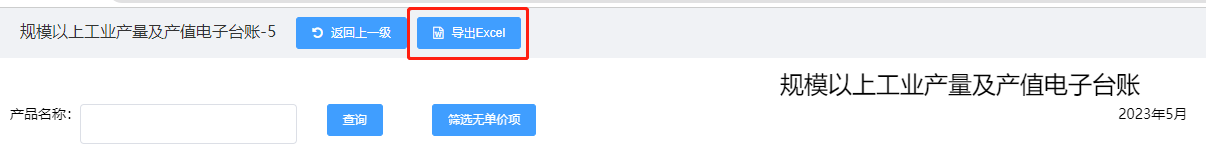 规模以上工业产量及产值电子台账-5 返回上一级 导出Excel
规模以上工业产量及产值电子台账
产品名称： 查询 筛选无单价项 2023年5月